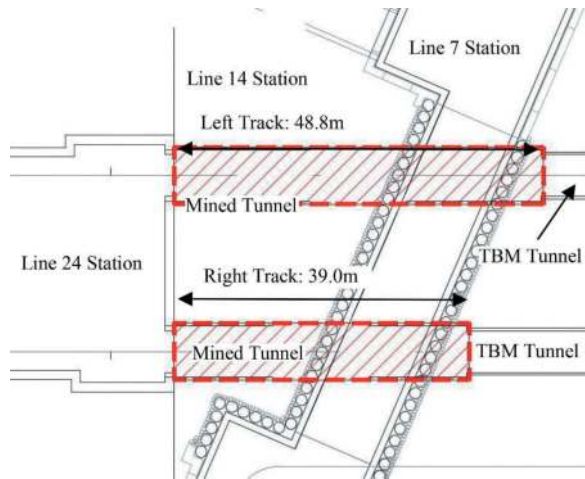 Line 7 Station
Line 14 Station
Left Track: 48.8m
Mined Tunnel
TBM Tunnel
Line 24 Station
Right Track: 39.0m
Mined Tunnel
TBM Tunnel